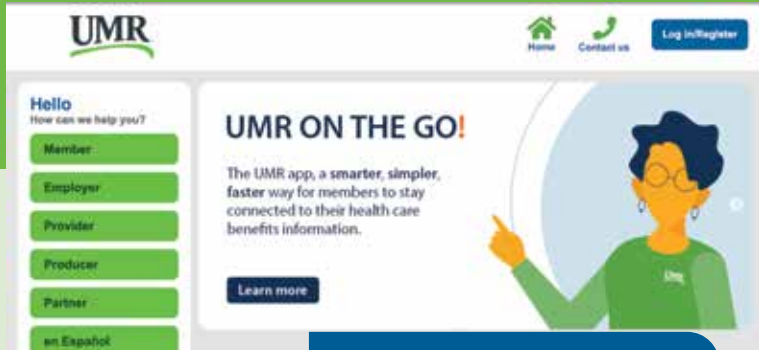 UMR
Home
Contact us
Log in/Register
Hello
How can we help you?
Member
Employer
Provider
Producer
Partner
en Español
UMR ON THE GO!
The UMR app, a smarter, simpler,
faster way for members to stay
connected to their health care
benefits information.
Learn more
Umr